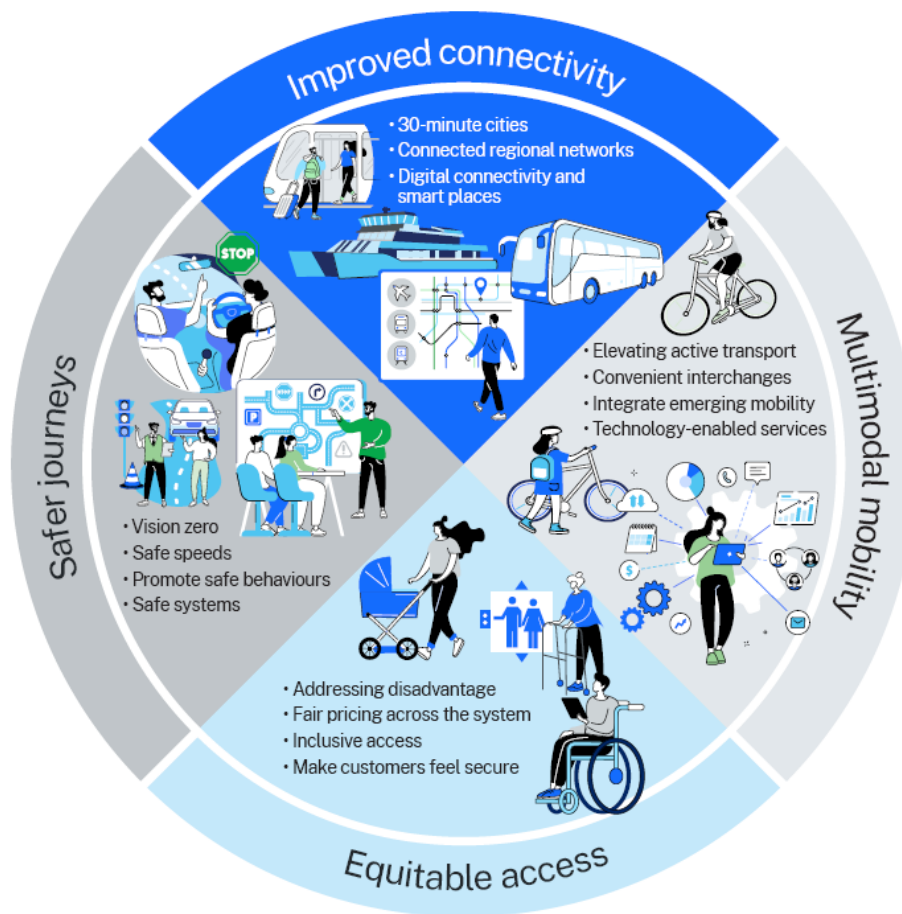 Improved connectivity
• 30-minute cities
• Connected regional networks
• Digital connectivity and
smart places
Multimodal mobility
• Elevating active transport
• Convenient interchanges
• Integrate emerging mobility
• Technology-enabled services
$
Equitable access
• Addressing disadvantage
• Fair pricing across the system
• Inclusive access
• Make customers feel secure
Safer journeys
STOP
STOP
P
• Vision zero
• Safe speeds
• Promote safe behaviours
• Safe systems